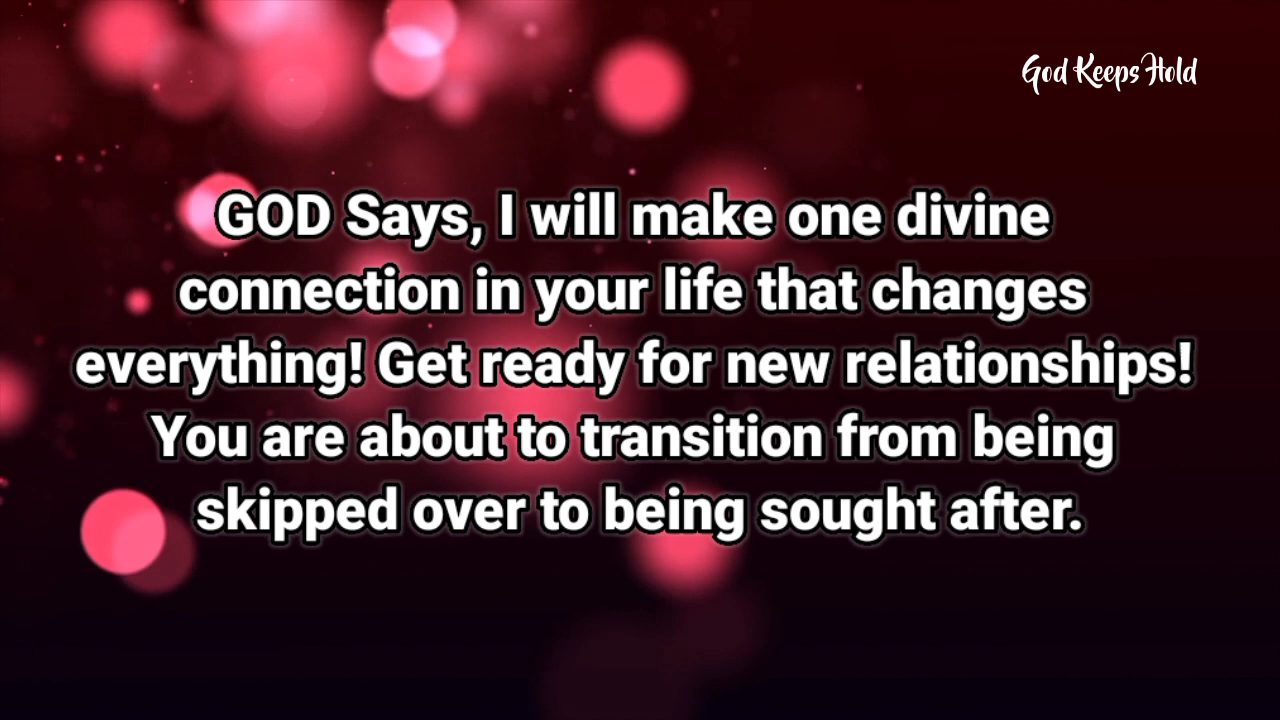 God Keeps Hold
GOD Says, I will make one divine
connection in your life that changes
everything! Get ready for new relationships!
You are about to transition from being
skipped over to being sought after.